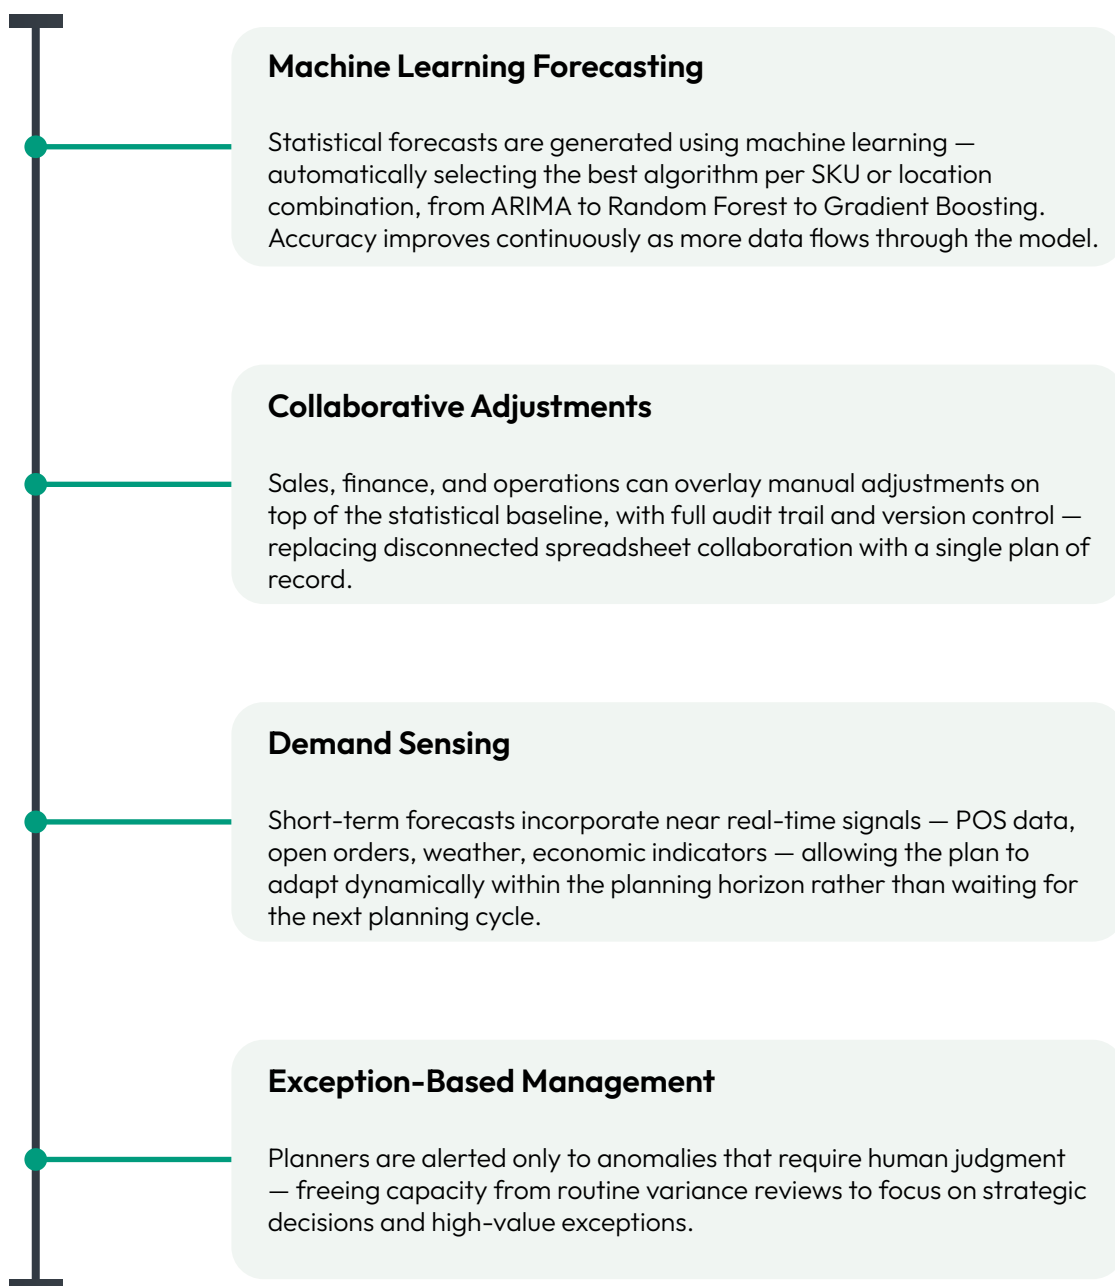 Machine Learning Forecasting
Statistical forecasts are generated using machine learning —
automatically selecting the best algorithm per SKU or location
combination, from ARIMA to Random Forest to Gradient Boosting.
Accuracy improves continuously as more data flows through the model.
Collaborative Adjustments
Sales, finance, and operations can overlay manual adjustments on
top of the statistical baseline, with full audit trail and version control —
replacing disconnected spreadsheet collaboration with a single plan of
record.
Demand Sensing
Short-term forecasts incorporate near real-time signals — POS data,
open orders, weather, economic indicators — allowing the plan to
adapt dynamically within the planning horizon rather than waiting for
the next planning cycle.
Exception-Based Management
Planners are alerted only to anomalies that require human judgment
— freeing capacity from routine variance reviews to focus on strategic
decisions and high-value exceptions.